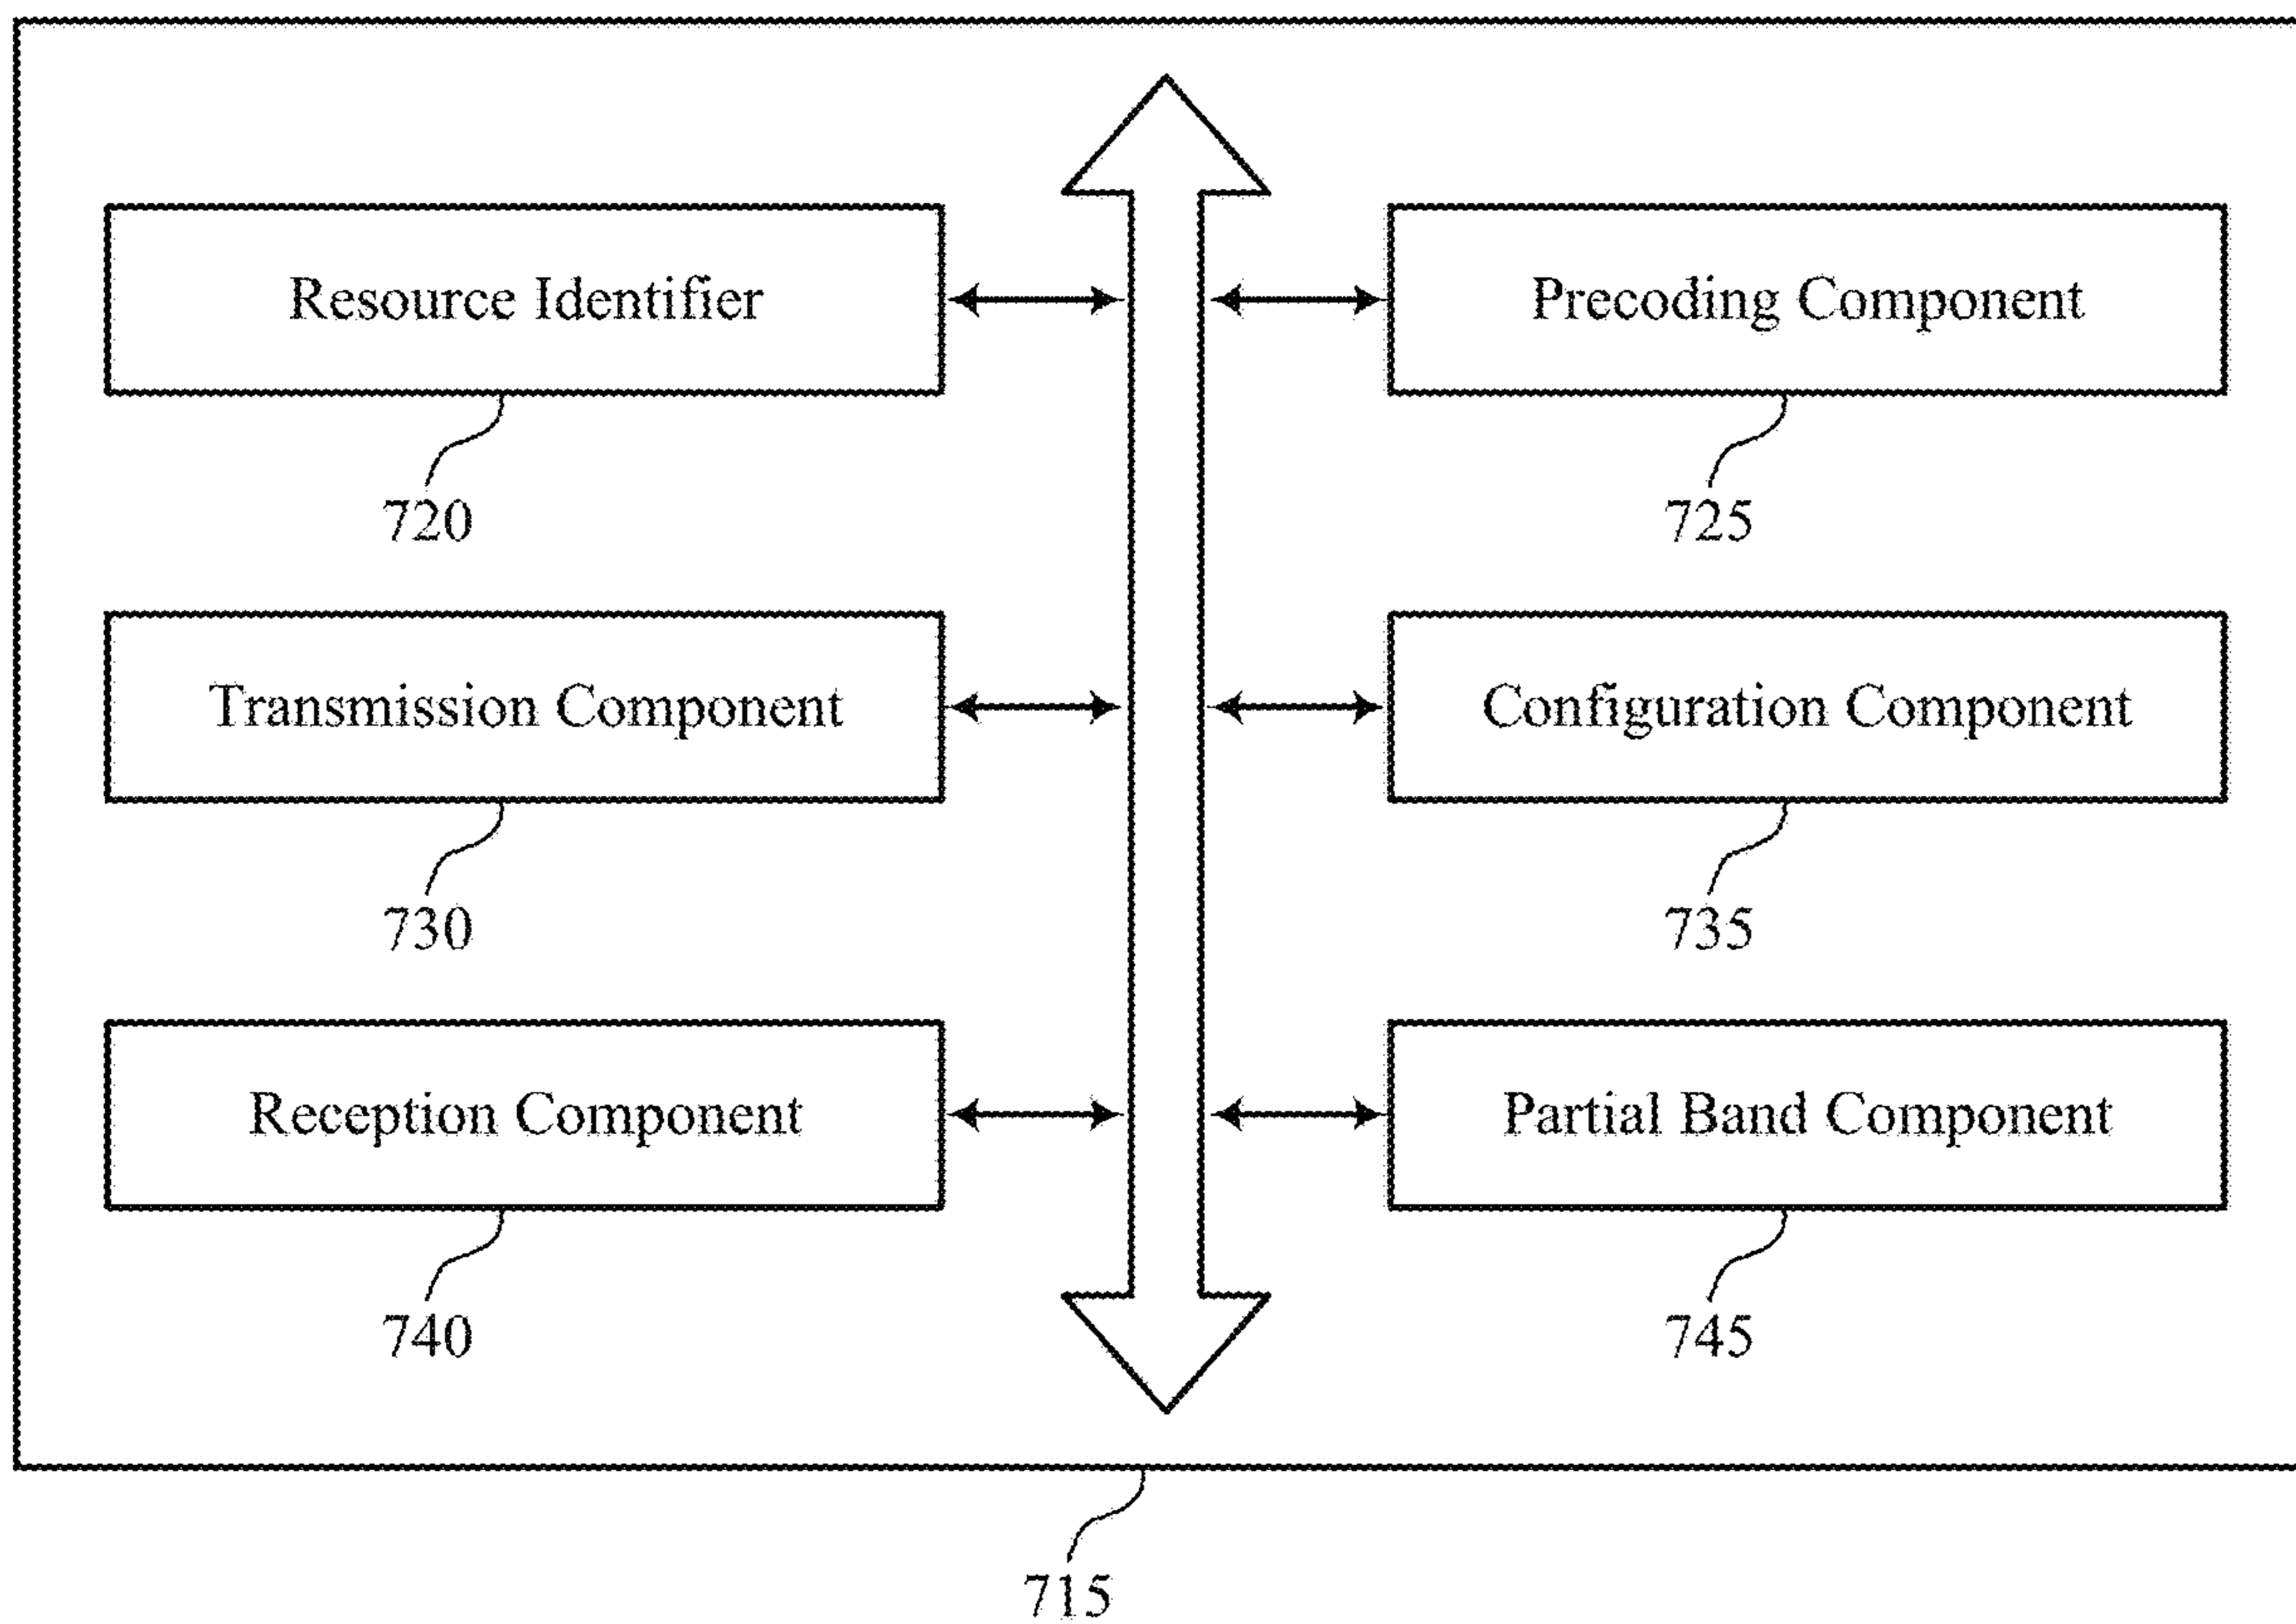 Resource Identifier
Precoding Component
720
725
Transmission Component
Configuration Component
730
735
Reception Component
Partial Band Component
740
745
715